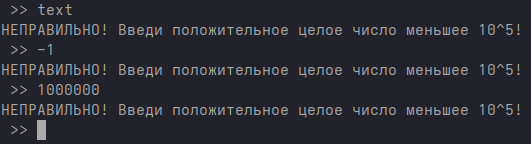 >> text
НЕПРАВИЛЬНО! Введи положительное целое число меньшее 10^5!
>> -1
НЕПРАВИЛЬНО! Введи положительное целое число меньшее 10^5!
>> 1000000
НЕПРАВИЛЬНО! Введи положительное целое число меньшее 10^5!
>>